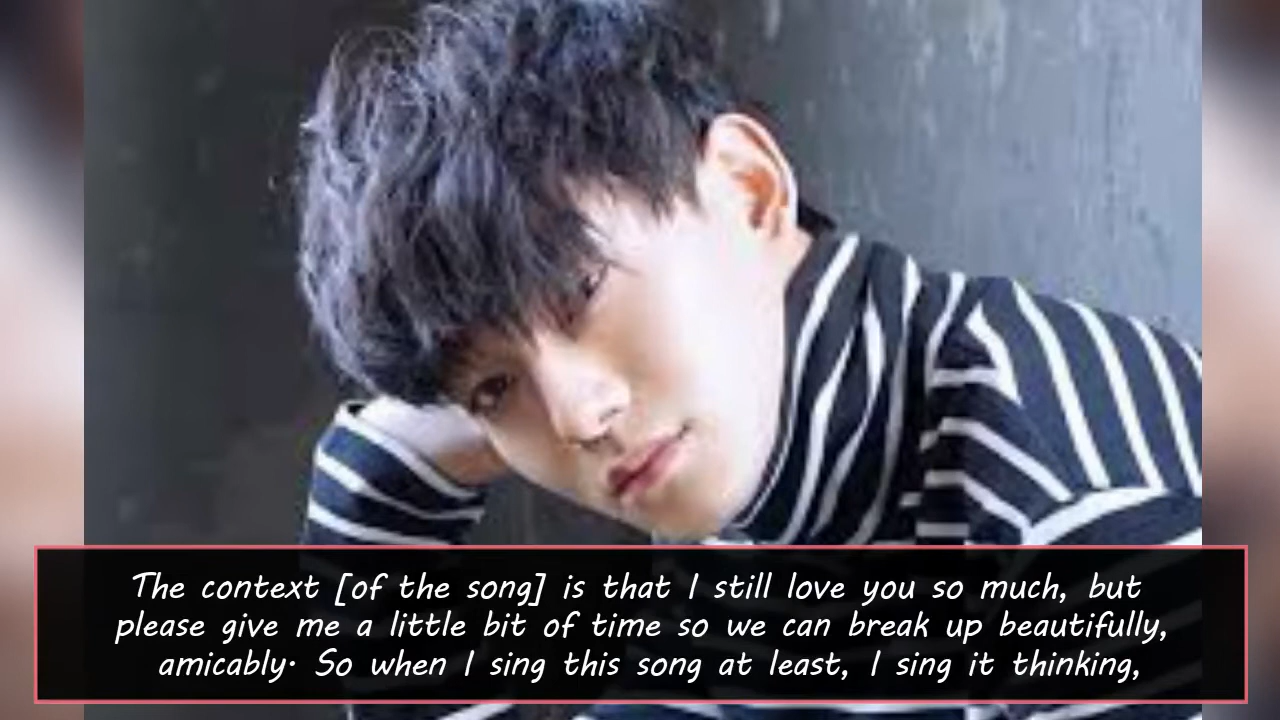 The context [of the song] is that I still love you so much, but
please give me a little bit of time so we can break up beautifully,
amicably. So when I sing this song at least, I sing it thinking,